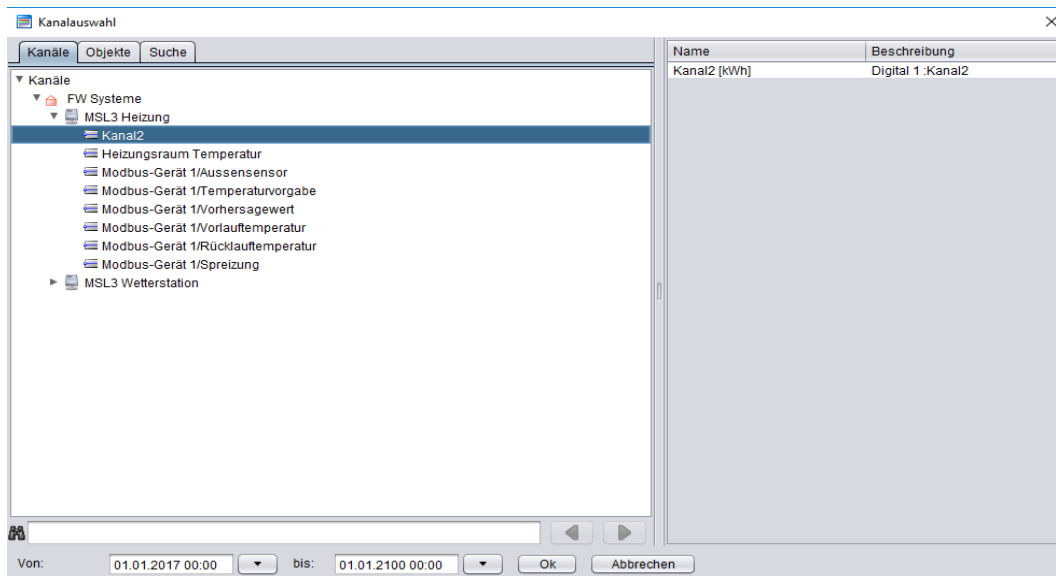 Kanalauswahl
Kanäle Objekte Suche
Kanäle
FW Systeme
MSL3 Heizung
Kanal2
Heizungsraum Temperatur
Modbus-Gerät 1/Aussensensor
Modbus-Gerät 1/Temperaturvorgabe
Modbus-Gerät 1/Vorhersagewert
Modbus-Gerät 1/Vorlauftemperatur
Modbus-Gerät 1/Rücklauftemperatur
Modbus-Gerät 1/Spreizung
MSL3 Wetterstation
Name Beschreibung
Kanal2 [kWh] Digital 1 :Kanal2
Von: 01.01.2017 00:00 bis: 01.01.2100 00:00 Ok Abbrechen